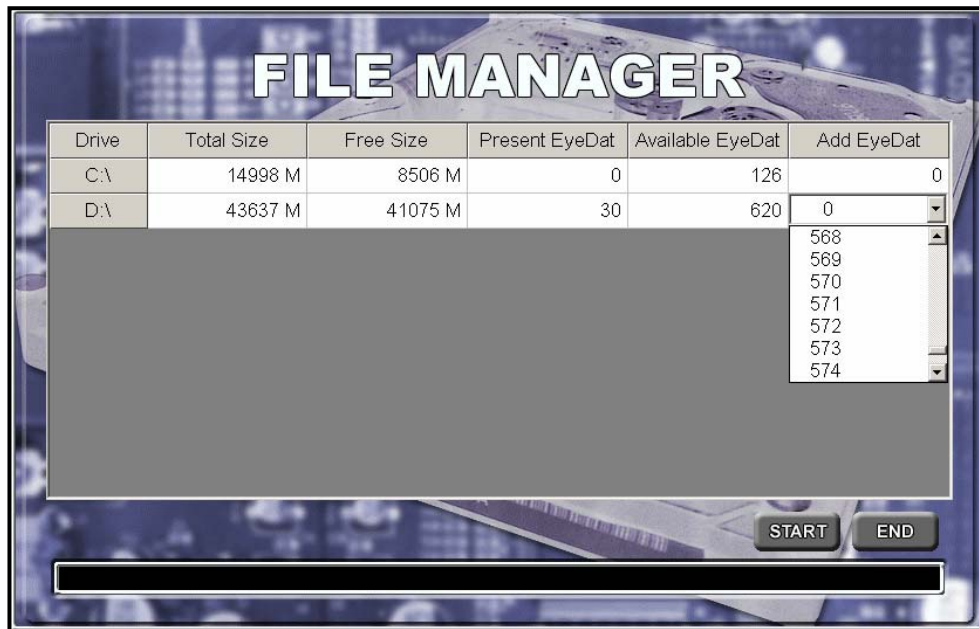 FILE MANAGER
Drive Total Size Free Size Present EyeDat Available EyeDat Add EyeDat
C:\ 14998 M 8506 M 0 126 0
D:\ 43637 M 41075 M 30 620 0
568
569
570
571
572
573
574
START END